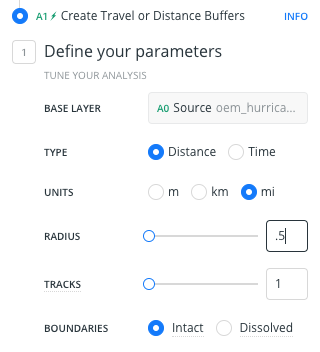 A1 Create Travel or Distance Buffers INFO
1 Define your parameters
TUNE YOUR ANALYSIS
BASE LAYER A0 Source oem_hurrica...
TYPE Distance Time
UNITS m km mi
RADIUS .5
TRACKS 1
BOUNDARIES Intact Dissolved